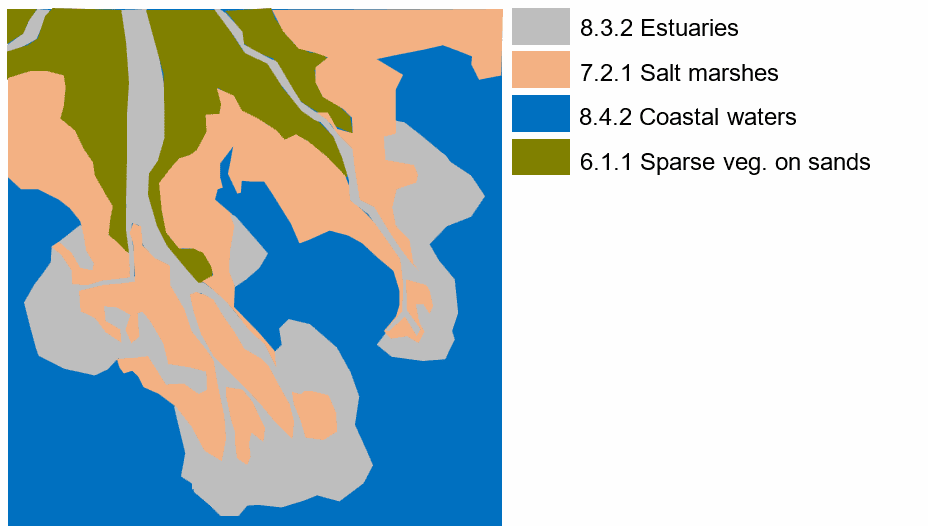 8.3.2 Estuaries
7.2.1 Salt marshes
8.4.2 Coastal waters
6.1.1 Sparse veg. on sands